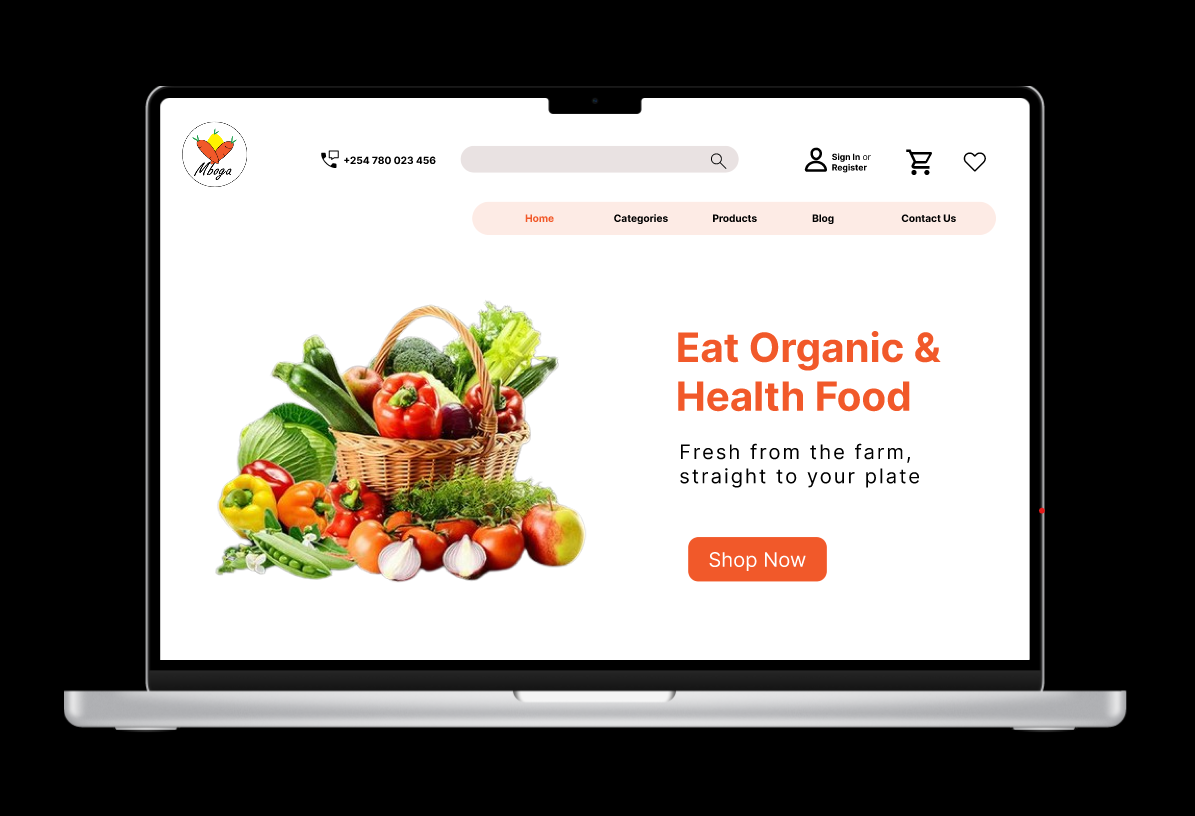 Mboga
+254 780 023 456
Sign In or
Register
Home Categories Products Blog Contact Us
Eat Organic &
Health Food
Fresh from the farm,
straight to your plate
Shop Now